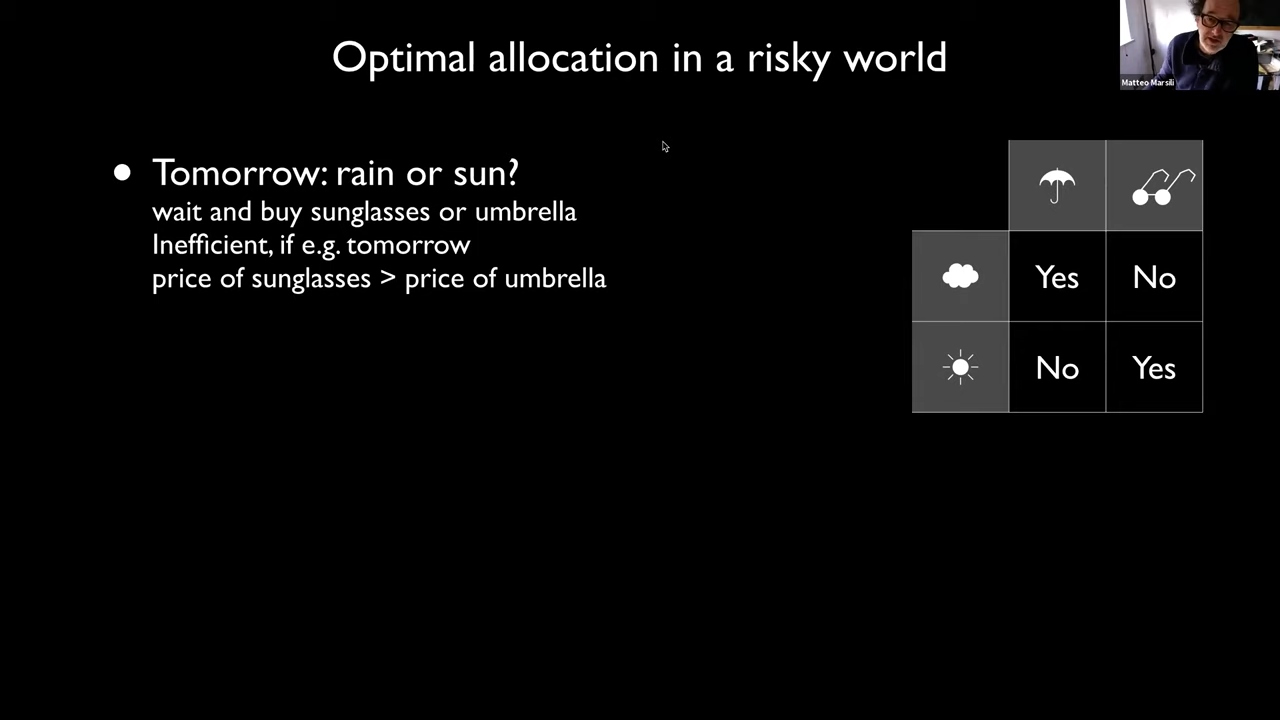 Optimal allocation in a risky world
Matteo Marsili
Tomorrow: rain or sun?
wait and buy sunglasses or umbrella
Inefficient, if e.g. tomorrow
price of sunglasses > price of umbrella
Yes No
No Yes